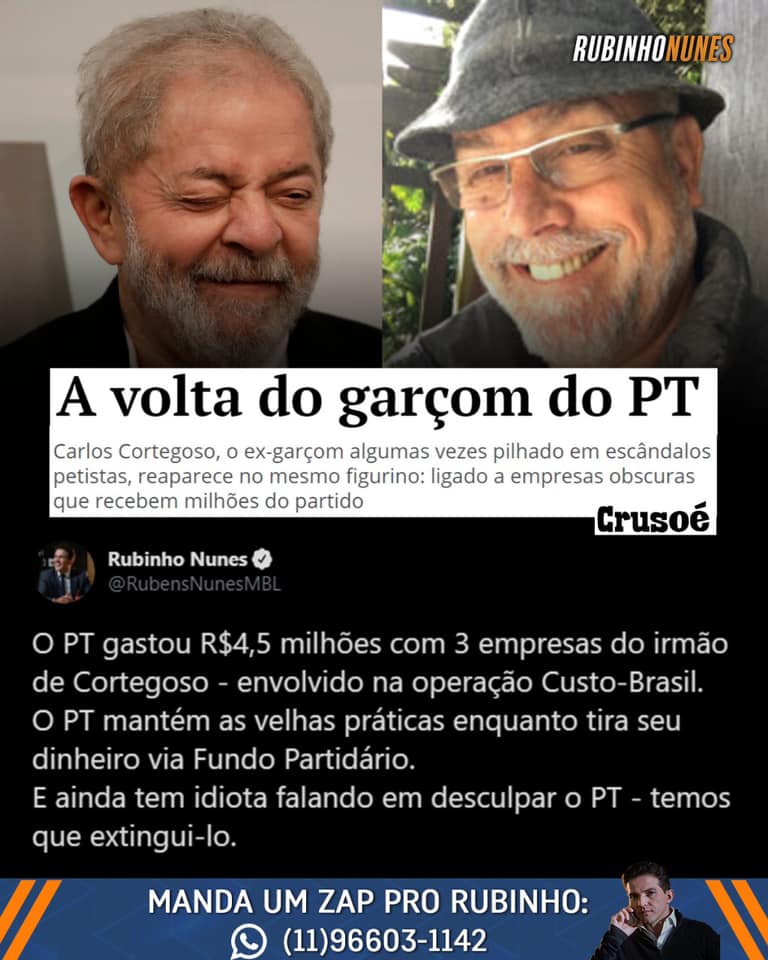 RUBINHONUNES
A volta do garçom do PT
Carlos Cortegoso, o ex-garçom algumas vezes pilhado em escândalos
petistas, reaparece no mesmo figurino: ligado a empresas obscuras
que recebem milhões do partido
Crusoé
Rubinho Nunes
@RubensNunesMBL
O PT gastou R$4,5 milhões com 3 empresas do irmão
de Cortegoso - envolvido na operação Custo-Brasil.
O PT mantém as velhas práticas enquanto tira seu
dinheiro via Fundo Partidário.
E ainda tem idiota falando em desculpar o PT - temos
que extingui-lo.
MANDA UM ZAP PRO RUBINHO:
(11)96603-1142